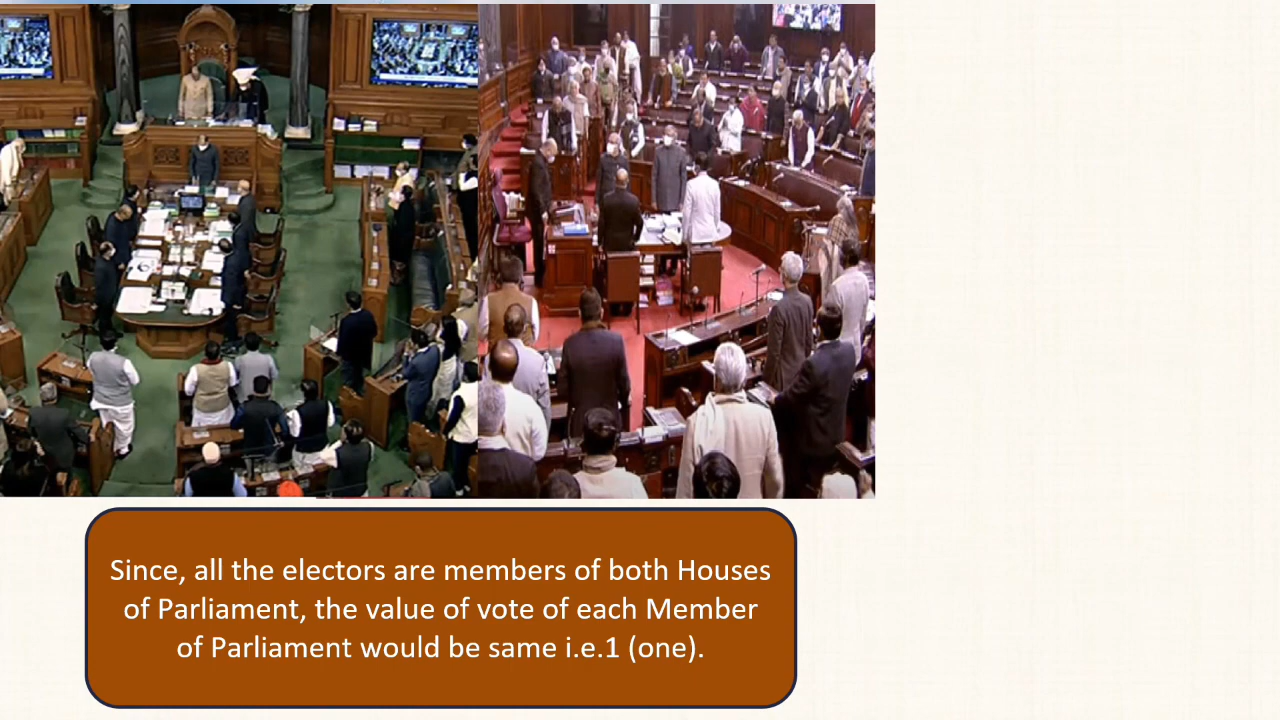 Since, all the electors are members of both Houses
of Parliament, the value of vote of each Member
of Parliament would be same i.e.1 (one).